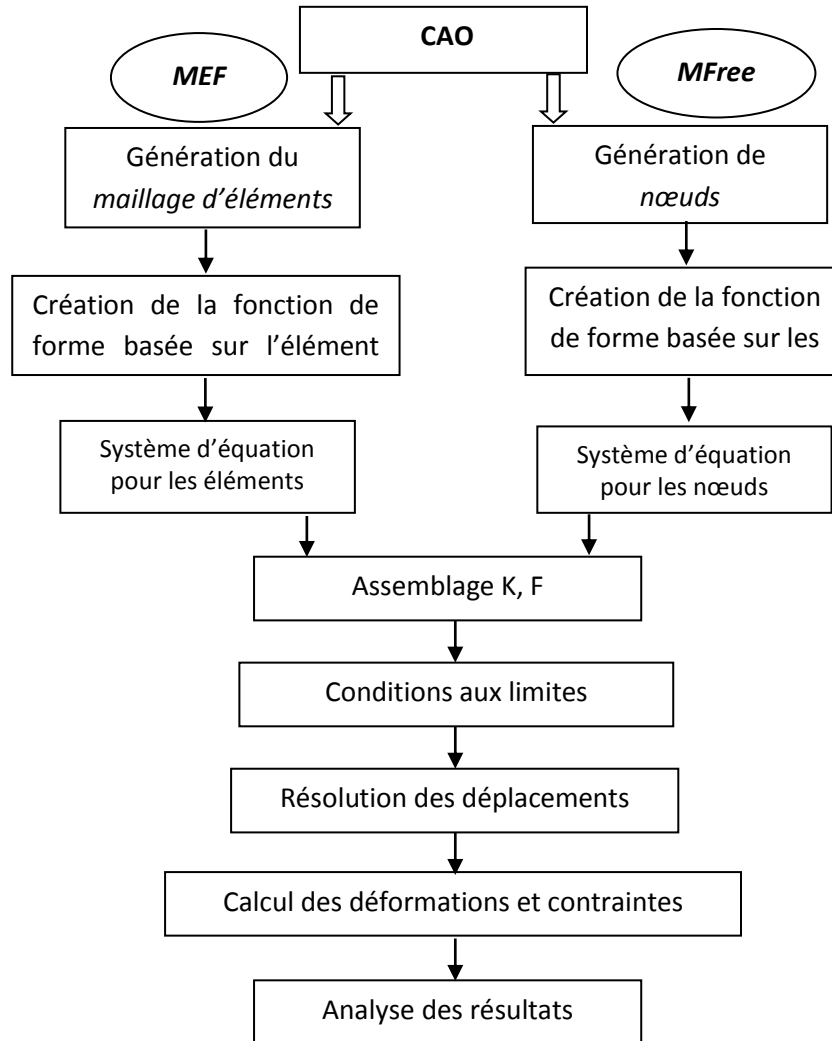 CAO
MEF
MFree
Génération du
maillage d'éléments
Génération de
nœuds
Création de la fonction de
forme basée sur l'élément
Création de la fonction
de forme basée sur les
Système d'équation
pour les éléments
Système d'équation
pour les nœuds
Assemblage K, F
Conditions aux limites
Résolution des déplacements
Calcul des déformations et contraintes
Analyse des résultats